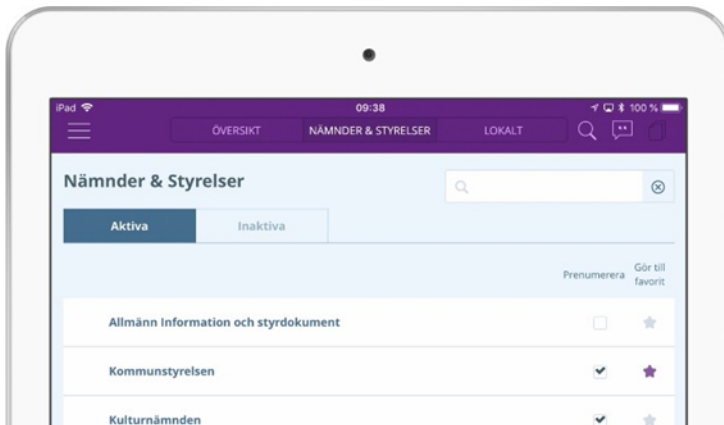 iPad 09:38 100 %
ÖVERSIKT NÄMNDER & STYRELSER LOKALT
Nämnder & Styrelser
Aktiva Inaktiva
Prenumerera Gör till
favorit
Allmänn Information och styrdokument
Kommunstyrelsen
Kulturnämnden